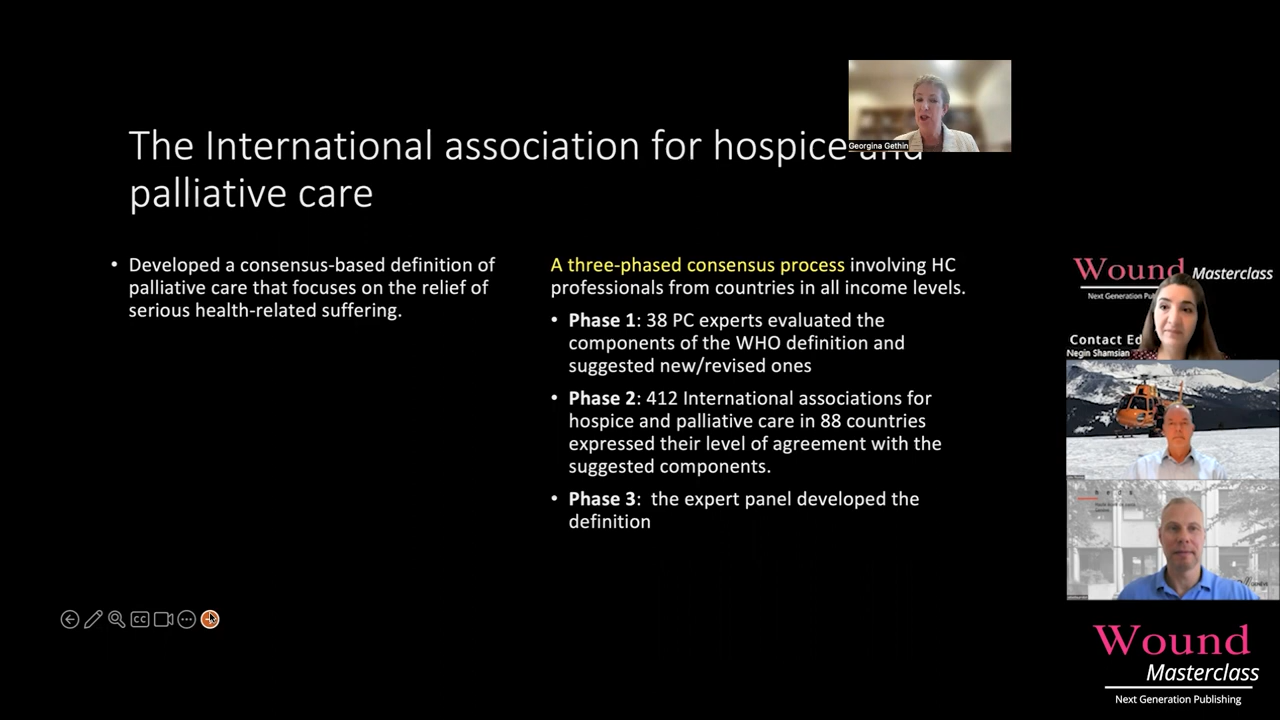 The International association for hospice and
palliative care
Georgina Gethin
• Developed a consensus-based definition of
palliative care that focuses on the relief of
serious health-related suffering.
A three-phased consensus process involving HC
professionals from countries in all income levels.
• Phase 1: 38 PC experts evaluated the
components of the WHO definition and
suggested new/revised ones
• Phase 2: 412 International associations for
hospice and palliative care in 88 countries
expressed their level of agreement with the
suggested components.
• Phase 3:  the expert panel developed the
definition
CC
Wound Masterclass
Next Generation
Contact Ed
Negin Shamsian
Wound
Masterclass
Next Generation Publishing